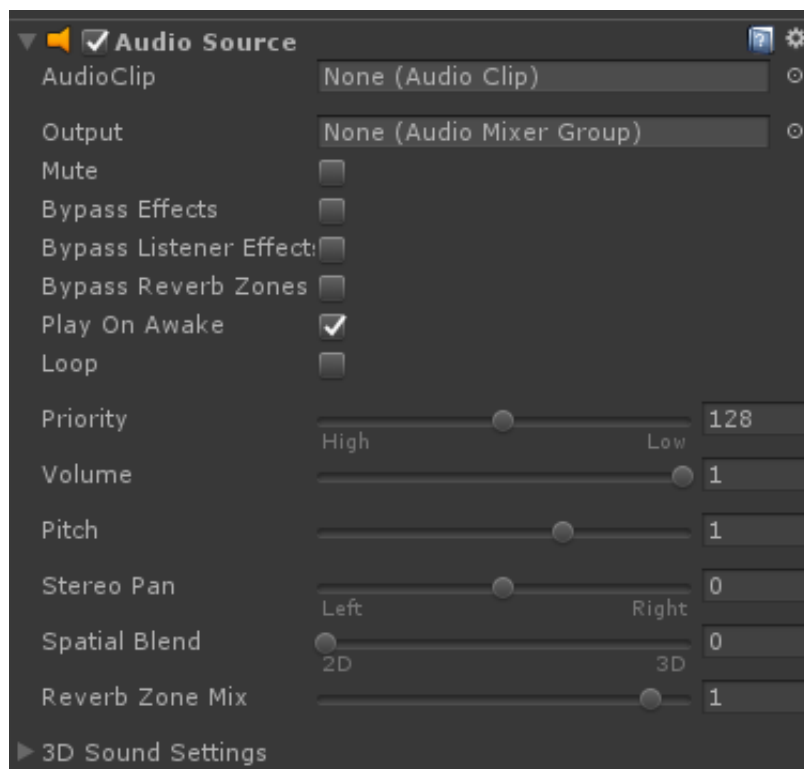 Audio Source
AudioClip None (Audio Clip)
Output None (Audio Mixer Group)
Mute
Bypass Effects
Bypass Listener Effect
Bypass Reverb Zones
Play On Awake
Loop
Priority 128
High Low
Volume 1
Pitch 1
Stereo Pan 0
Left Right
Spatial Blend 0
2D 3D
Reverb Zone Mix 1
3D Sound Settings